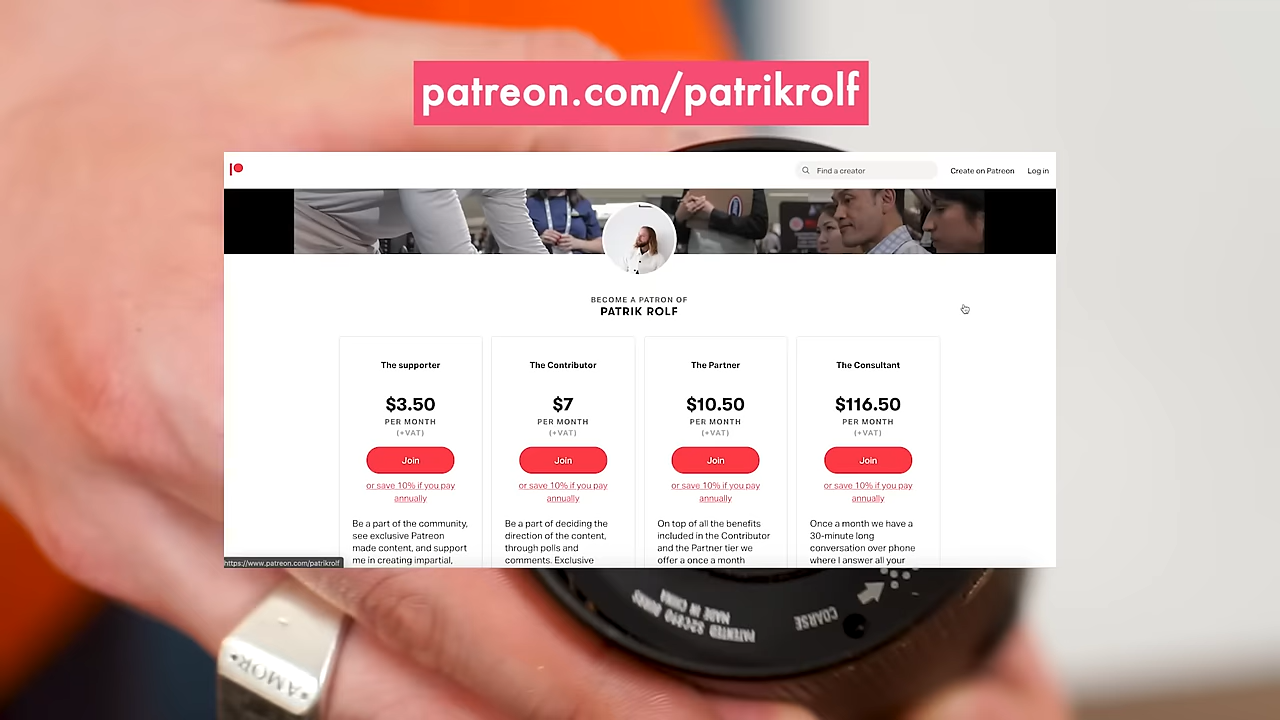 patreon.com/patrikrolf
Find a creator
Create on Patreon
Log in
BECOME A PATRON OF
PATRIK ROLF
The supporter
$3.50
PER MONTH
(+VAT)
Join
or save 10% if you pay
annually
Be a part of the community,
see exclusive Patreon
made content, and support
me in creating impartial,
The Contributor
$7
PER MONTH
(+VAT)
Join
or save 10% if you pay
annually
Be a part of deciding the
direction of the content,
through polls and
comments. Exclusive
The Partner
$10.50
PER MONTH
(+VAT)
Join
or save 10% if you pay
annually
On top of all the benefits
included in the Contributor
and the Partner tier we
offer a once a month
The Consultant
$116.50
PER MONTH
(+VAT)
Join
or save 10% if you pay
annually
Once a month we have a
30-minute long
conversation over phone
where I answer all your
https://www.patreon.com/patrikrolf
COARSE
MADE IN CHINA
PATENTED
AMOR